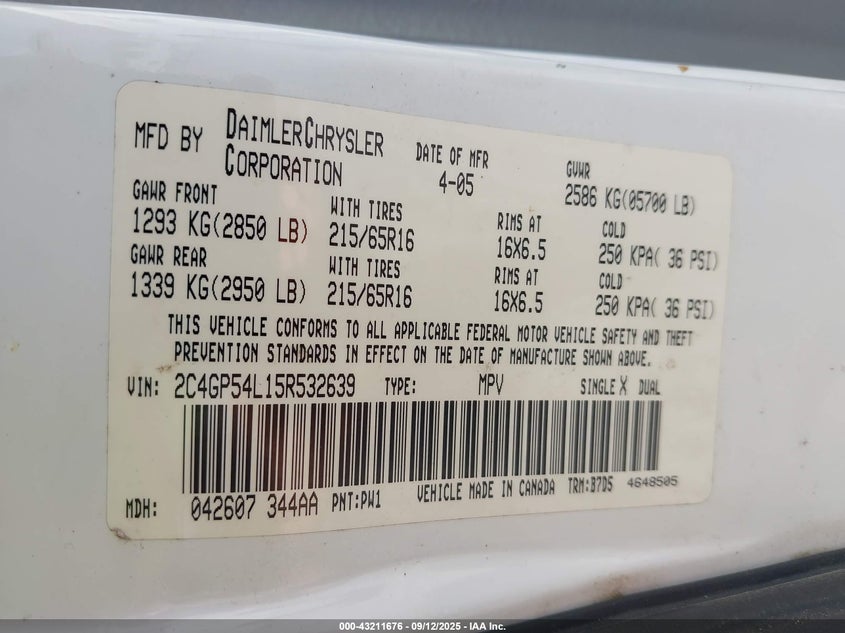 MFD BY DAIMLERCHRYSLER CORPORATION
DATE OF MFR 4-05
GVWR 2586 KG(05700 LB)
GAWR FRONT WITH TIRES RIMS AT COLD
1293 KG(2850 LB) 215/65R16 16X6.5 250 KPA( 36 PSI)
GAWR REAR WITH TIRES RIMS AT COLD
1339 KG(2950 LB) 215/65R16 16X6.5 250 KPA( 36 PSI)
THIS VEHICLE CONFORMS TO ALL APPLICABLE FEDERAL MOTOR VEHICLE SAFETY AND THEFT
PREVENTION STANDARDS IN EFFECT ON THE DATE OF MANUFACTURE SHOWN ABOVE.
VIN: 2C4GP54L15R532639 TYPE: MPV SINGLE X DUAL
MDH: 042607 344AA PNT:PW1 VEHICLE MADE IN CANADA TRM:B7D5 4648505
000-43211676 - 09/12/2025 - IAA Inc.